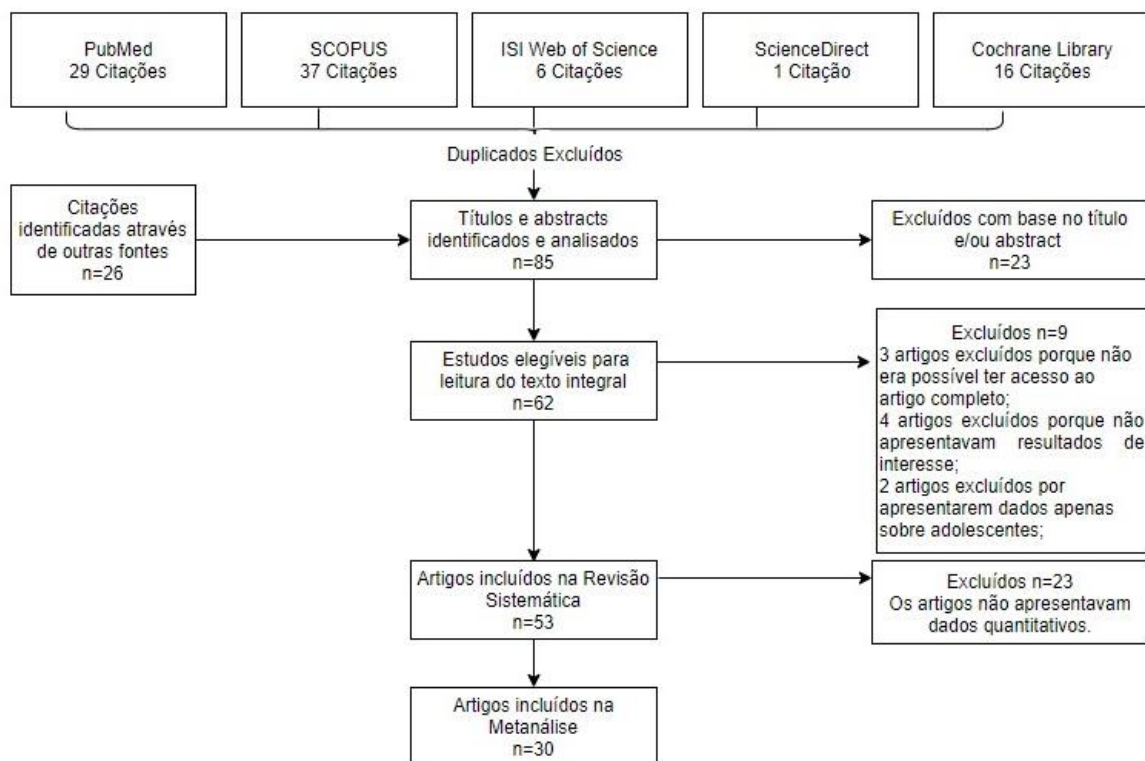 PubMed
29 Citações
SCOPUS
37 Citações
ISI Web of Science
6 Citações
ScienceDirect
1 Citação
Cochrane Library
16 Citações
Duplicados Excluídos
Citações
identificadas através
de outras fontes
n=26
Títulos e abstracts
identificados e analisados
n=85
Excluídos com base no título
e/ou abstract
n=23
Estudos elegíveis para
leitura do texto integral
n=62
Excluídos n=9
3 artigos excluídos porque não
era possível ter acesso ao
artigo completo;
4 artigos excluídos porque não
apresentavam resultados de
interesse;
2 artigos excluídos por
apresentarem dados apenas
sobre adolescentes;
Artigos incluídos na Revisão
Sistemática
n=53
Excluídos n=23
Os artigos não apresentavam
dados quantitativos.
Artigos incluídos na
Metanálise
n=30